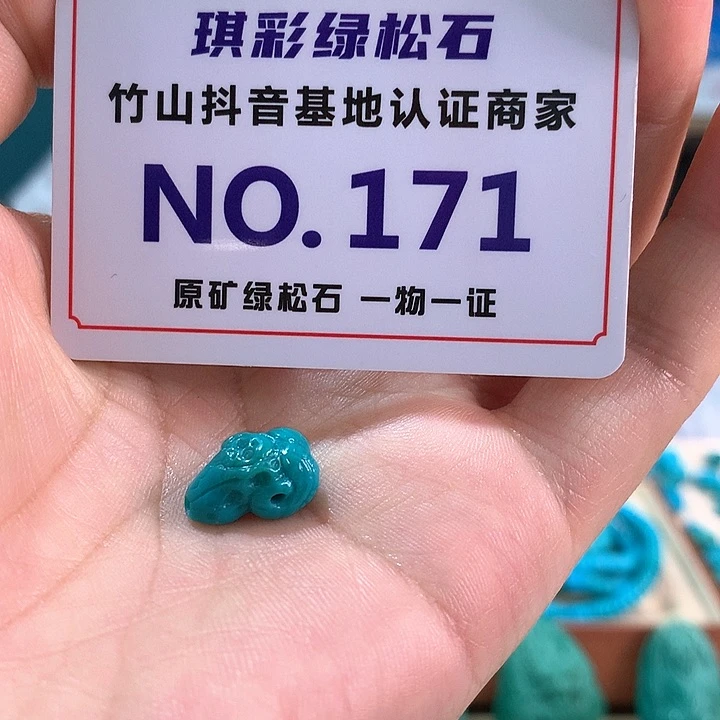 琪彩绿松石
竹山抖音基地认证商家
NO.171
原矿绿松石 一物一证